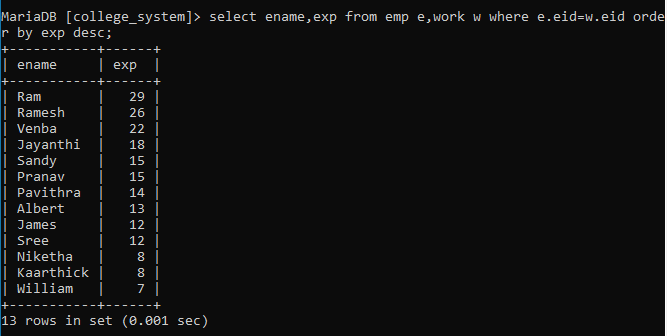 MariaDB [college_system]> select ename,exp from emp e,work w where e.eid=w.eid orde
r by exp desc;
+-----------+------+
| ename     | exp  |
+-----------+------+
| Ram       |   29 |
| Ramesh    |   26 |
| Venba     |   22 |
| Jayanthi  |   18 |
| Sandy     |   15 |
| Pranav    |   15 |
| Pavithra  |   14 |
| Albert    |   13 |
| James     |   12 |
| Sree      |   12 |
| Niketha   |    8 |
| Kaarthick |    8 |
| William   |    7 |
+-----------+------+
13 rows in set (0.001 sec)